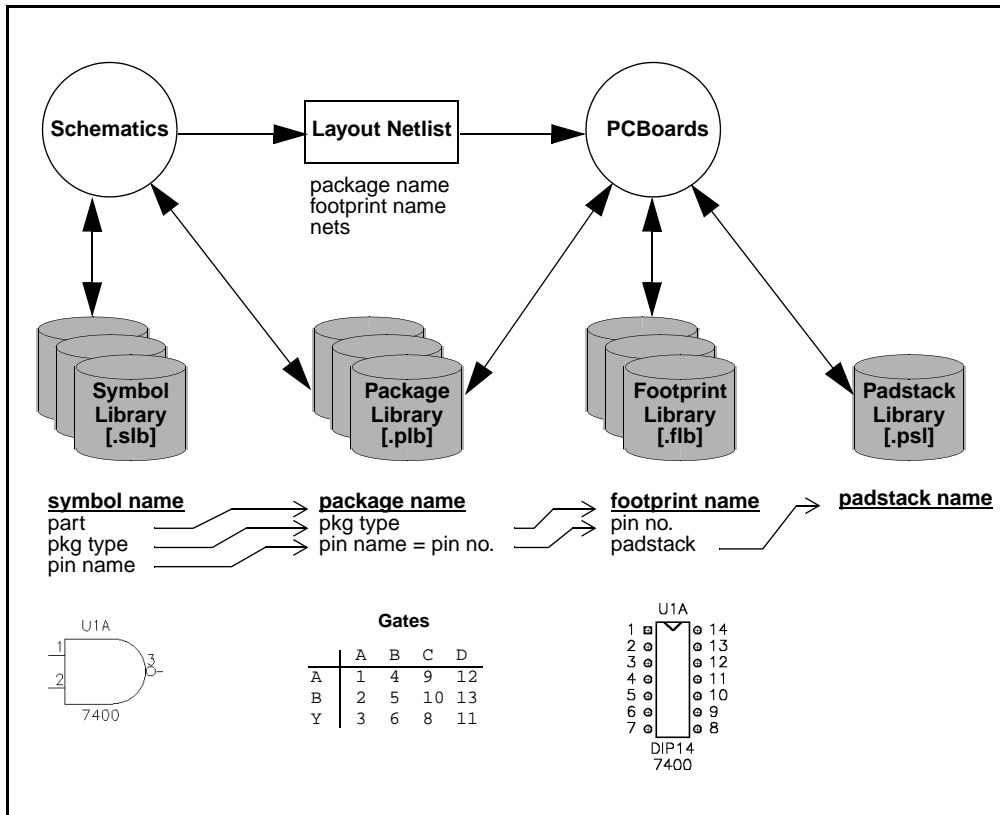 Schematics
Layout Netlist
PCBoards
package name
footprint name
nets
Symbol
Library
[.slb]
Package
Library
[.plb]
Footprint
Library
[.flb]
Padstack
Library
[.psl]
symbol name
part
pkg type
pin name
package name
pkg type
pin name = pin no.
footprint name
pin no.
padstack
padstack name
U1A
1
2
3
7400
Gates
A B C D
A 1 4 9 12
B 2 5 10 13
Y 3 6 8 11
U1A
1 14
2 13
3 12
4 11
5 10
6 9
7 8
DIP14
7400